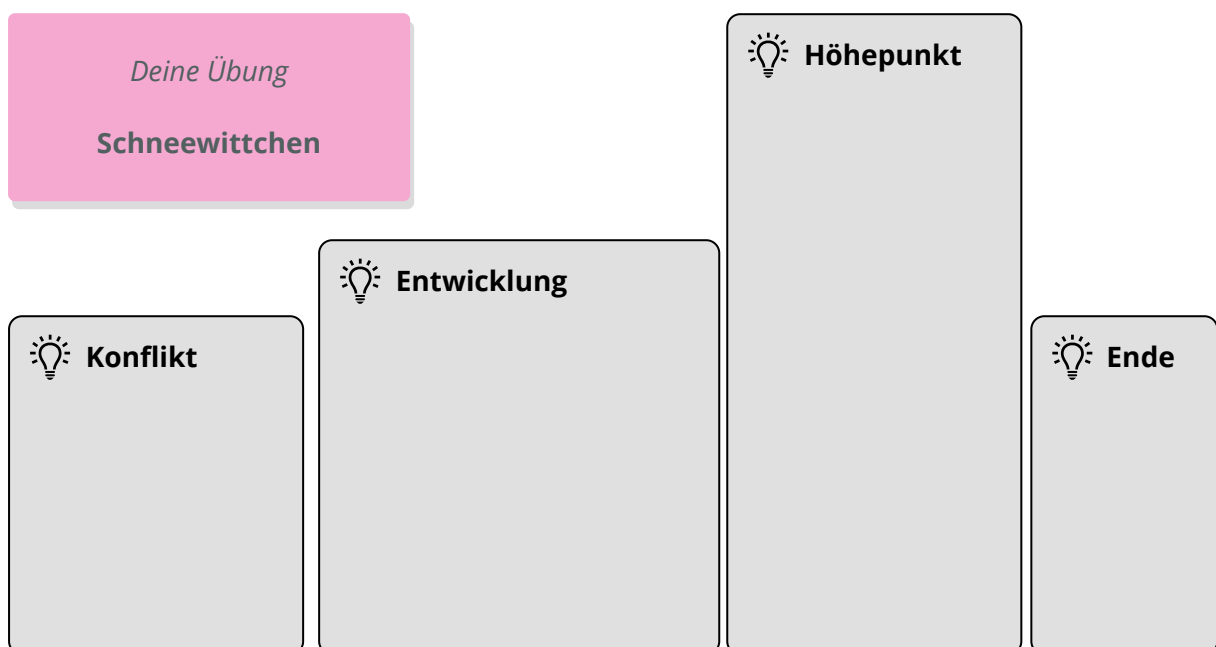 Deine Übung
Schneewittchen
Konflikt
Entwicklung
Höhepunkt
Ende